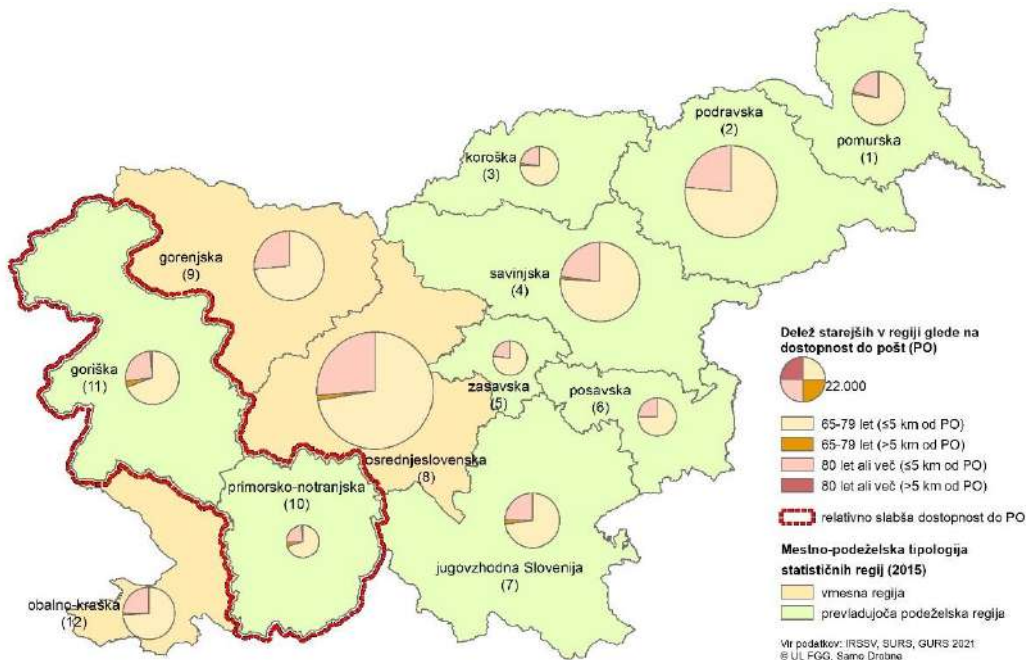 podravska
(2)
pomurska
(1)
koroška
(3)
gorenjska
(9)
savinjska
(4)
goriška
(11)
zasavska
(5)
posavska
(6)
osrednjeslovenska
(8)
primorsko-notranjska
(10)
jugovzhodna Slovenija
(7)
obalno-kraška
(12)
Delež starejših v regiji glede na
dostopnost do pošt (PO)
22.000
65-79 let (≤5 km od PO)
65-79 let (>5 km od PO)
80 let ali več (≤5 km od PO)
80 let ali več (>5 km od PO)
relativno slabša dostopnost do PO
Mestno-podeželska tipologija
statističnih regij (2015)
vmesna regija
prevladujoča podeželska regija
Vir podatkov: IRSSV, SURS, GURS 2021
© UL FGG, Samo Drobne